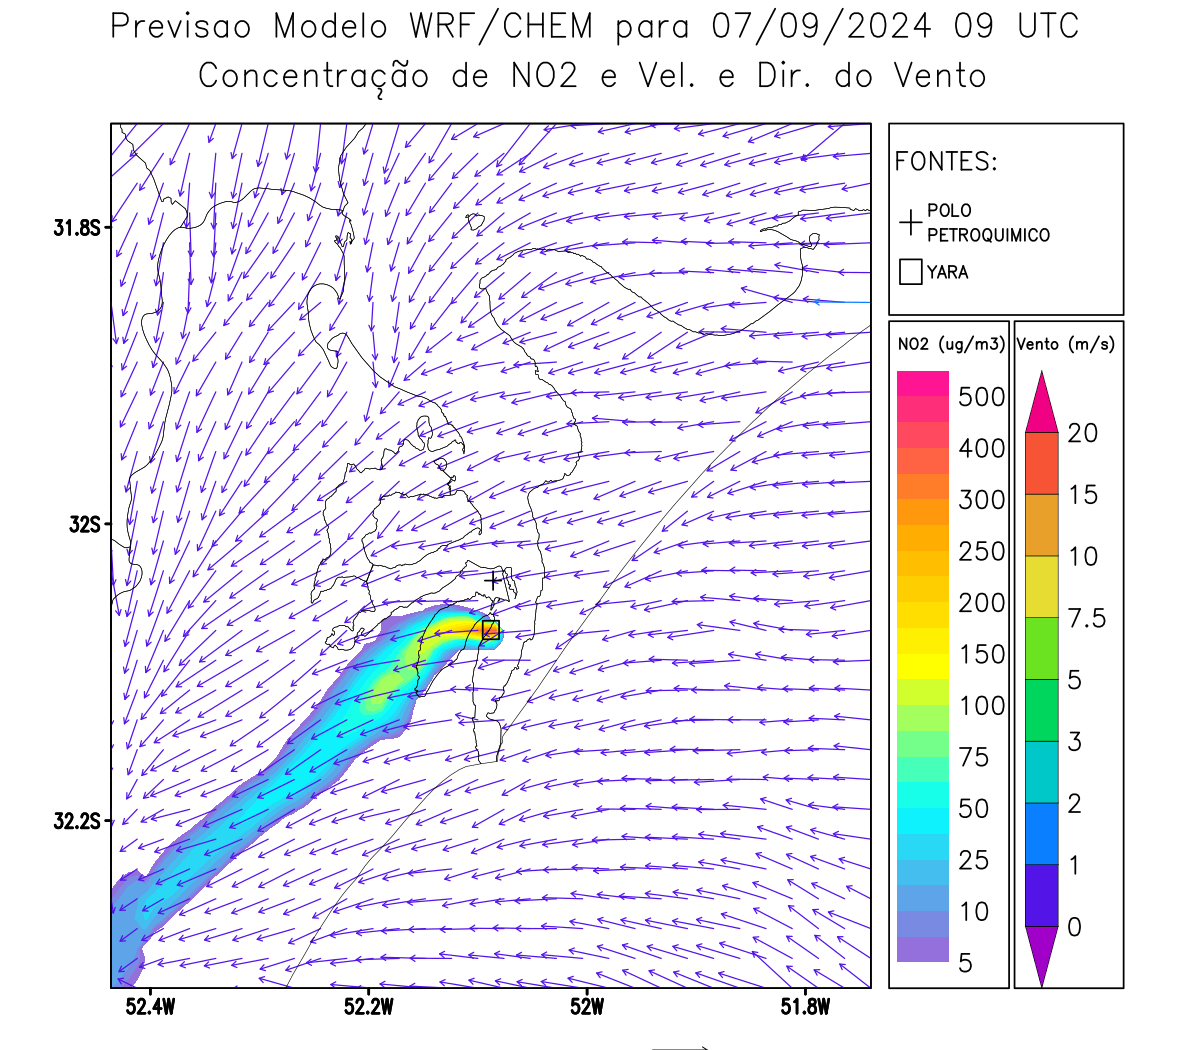 Previsao Modelo WRF/CHEM para 07/09/2024 09 UTC
Concentração de NO2 e Vel. e Dir. do Vento
FONTES:
POLO
PETROQUIMICO
YARA
31.8S
32S
32.2S
52.4W
52.2W
52W
51.8W
NO2 (ug/m3)
500
400
300
250
200
150
100
75
50
25
10
5
Vento (m/s)
20
15
10
7.5
5
3
2
1
0